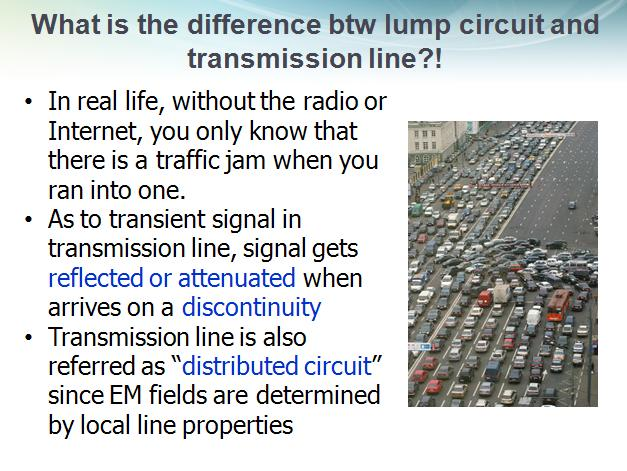 What is the difference btw lump circuit and
transmission line?!
• In real life, without the radio or
Internet, you only know that
there is a traffic jam when you
ran into one.
• As to transient signal in
transmission line, signal gets
reflected or attenuated when
arrives on a discontinuity
• Transmission line is also
referred as “distributed circuit”
since EM fields are determined
by local line properties